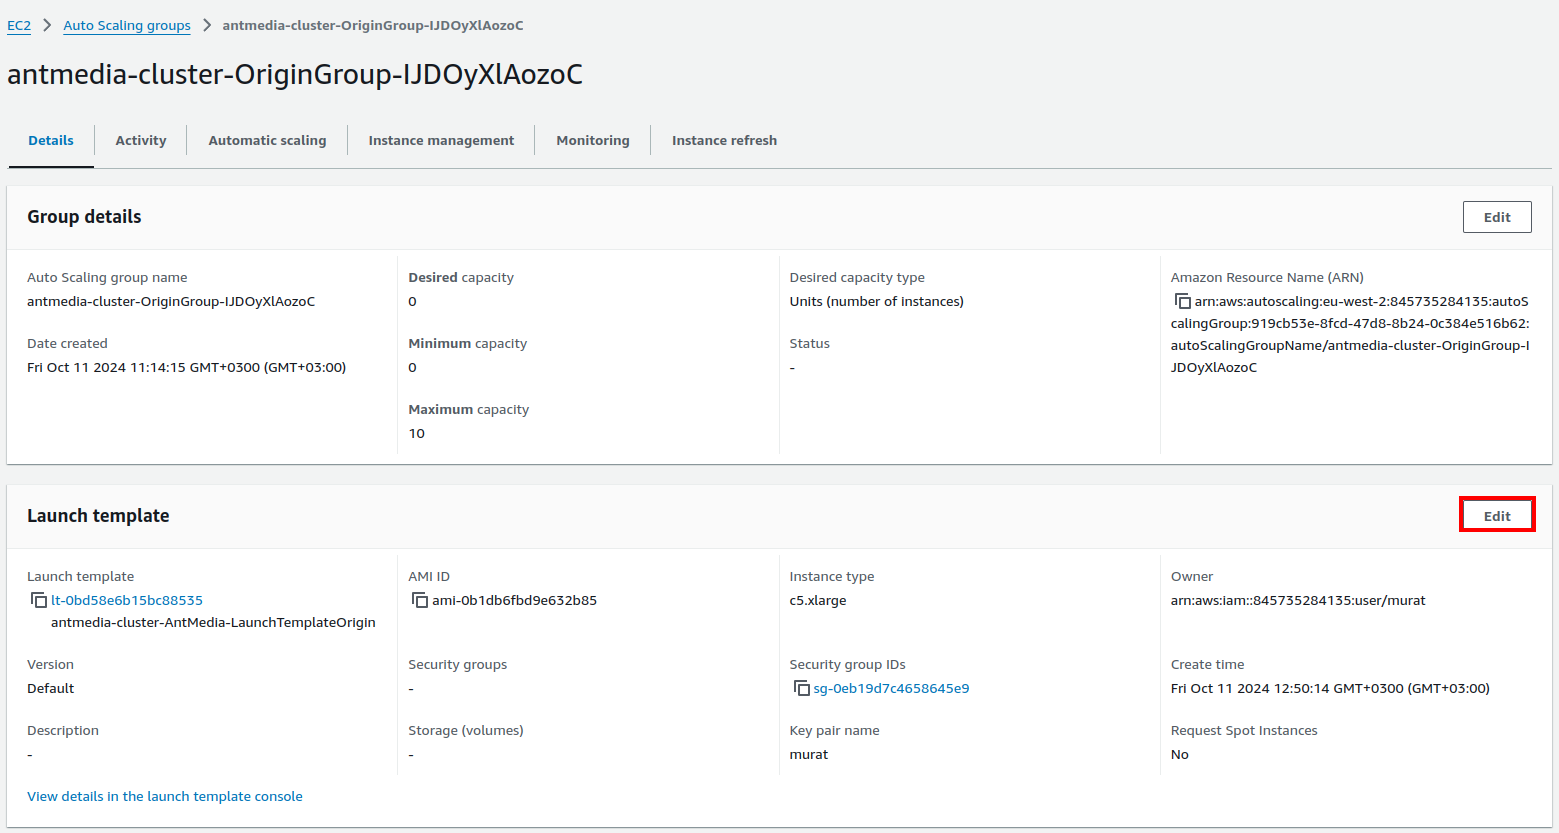 EC2 > Auto Scaling groups > antmedia-cluster-OriginGroup-IJDOyXlAozoC
antmedia-cluster-OriginGroup-IJDOyXlAozoC
Details Activity Automatic scaling Instance management Monitoring Instance refresh
Group details
Edit
Auto Scaling group name
antmedia-cluster-OriginGroup-IJDOyXlAozoC
Date created
Fri Oct 11 2024 11:14:15 GMT+0300 (GMT+03:00)
Desired capacity
0
Minimum capacity
0
Maximum capacity
10
Desired capacity type
Units (number of instances)
Status
-
Amazon Resource Name (ARN)
arn:aws:autoscaling:eu-west-2:845735284135:autoS
calingGroup:919cb53e-8fcd-47d8-8b24-0c384e516b62:
autoScalingGroupName/antmedia-cluster-OriginGroup-I
JDOyXlAozoC
Launch template
Edit
Launch template
lt-0bd58e6b15bc88535
antmedia-cluster-AntMedia-LaunchTemplateOrigin
Version
Default
Description
-
AMI ID
ami-0b1db6fbd9e632b85
Security groups
-
Storage (volumes)
-
Instance type
c5.xlarge
Security group IDs
sg-0eb19d7c4658645e9
Key pair name
murat
Owner
arn:aws:iam::845735284135:user/murat
Create time
Fri Oct 11 2024 12:50:14 GMT+0300 (GMT+03:00)
Request Spot Instances
No
View details in the launch template console